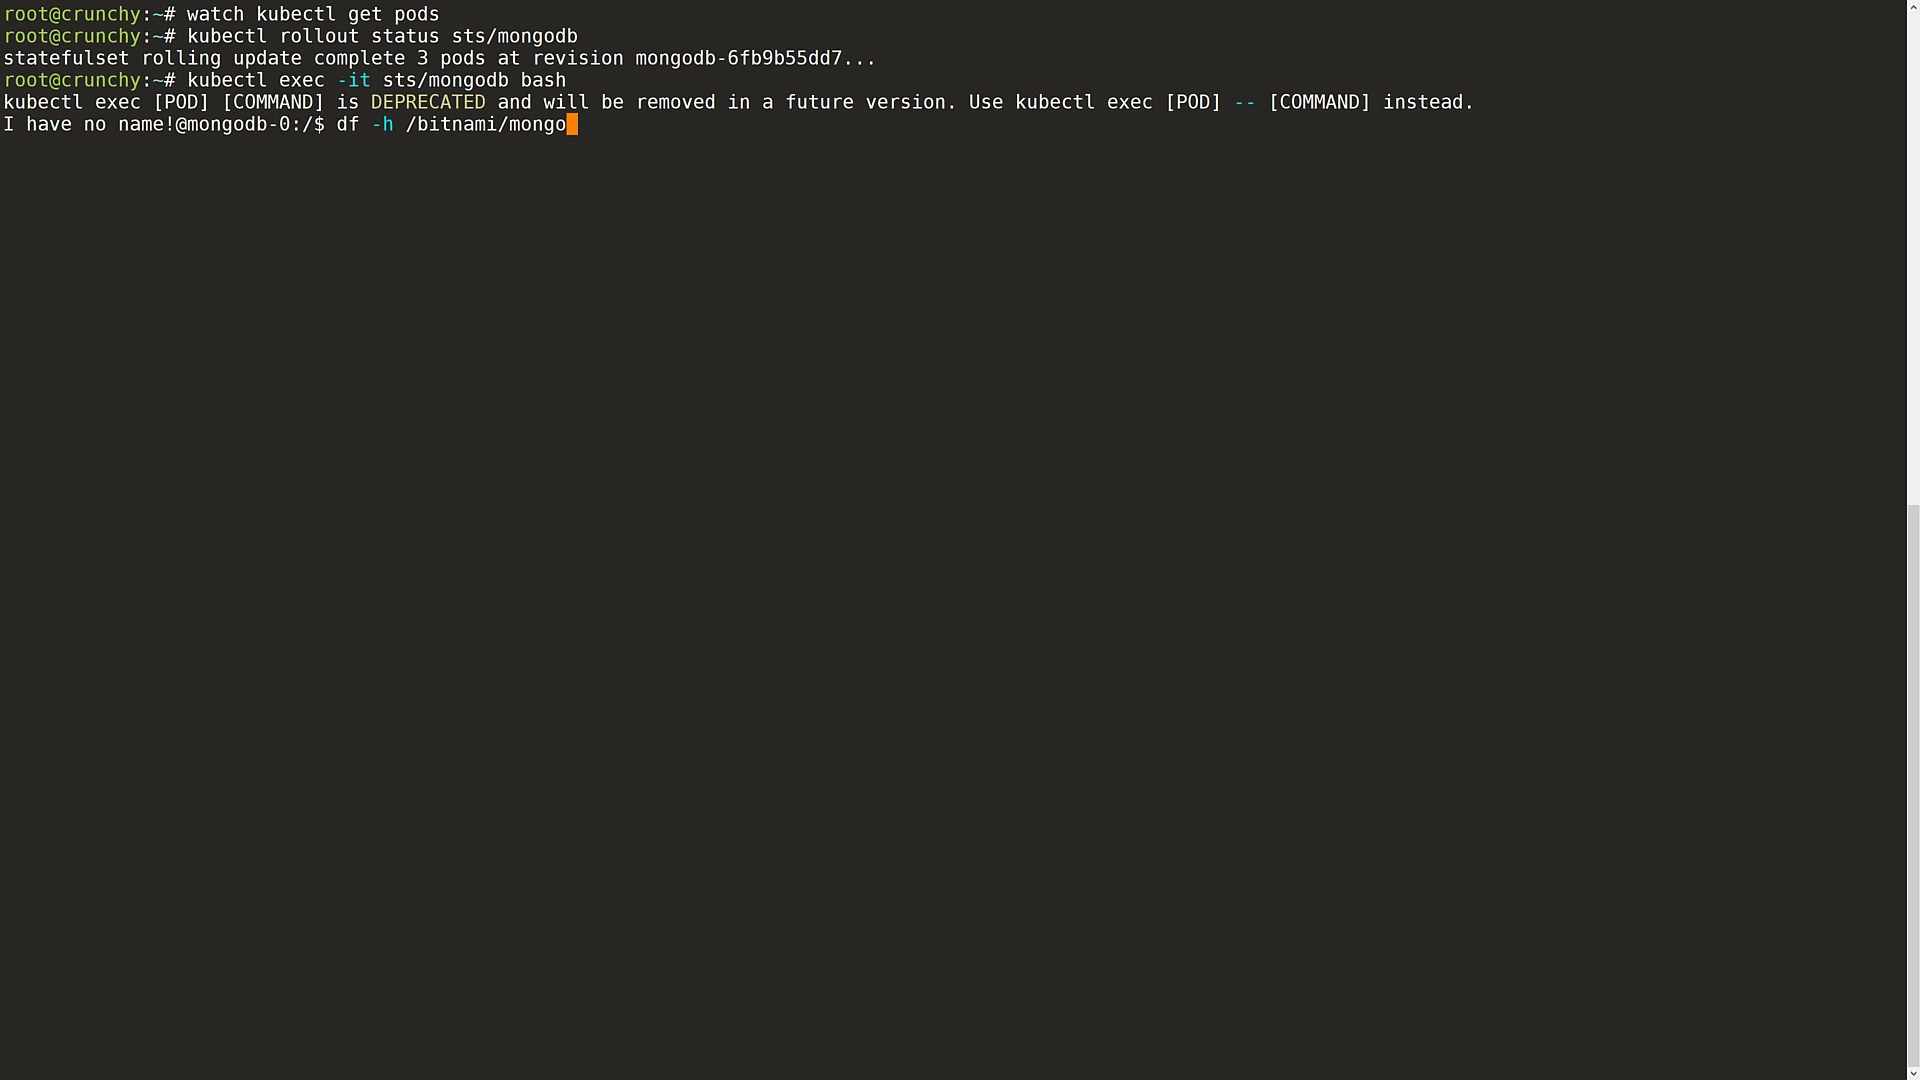 root@crunchy:~# watch kubectl get pods
root@crunchy:~# kubectl rollout status sts/mongodb
statefulset rolling update complete 3 pods at revision mongodb-6fb9b55dd7...
root@crunchy:~# kubectl exec -it sts/mongodb bash
kubectl exec [POD] [COMMAND] is DEPRECATED and will be removed in a future version. Use kubectl exec [POD] -- [COMMAND] instead.
I have no name!@mongodb-0:/$ df -h /bitnami/mongo